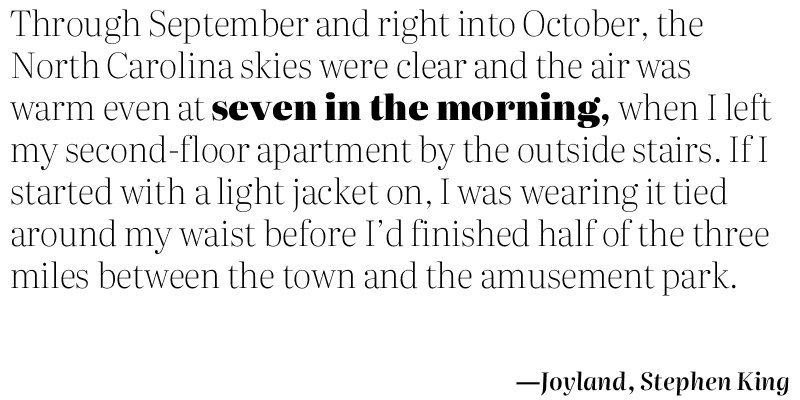 Through September and right into October, the
North Carolina skies were clear and the air was
warm even at seven in the morning, when I left
my second-floor apartment by the outside stairs. If I
started with a light jacket on, I was wearing it tied
around my waist before I’d finished half of the three
miles between the town and the amusement park.
—Joyland, Stephen King